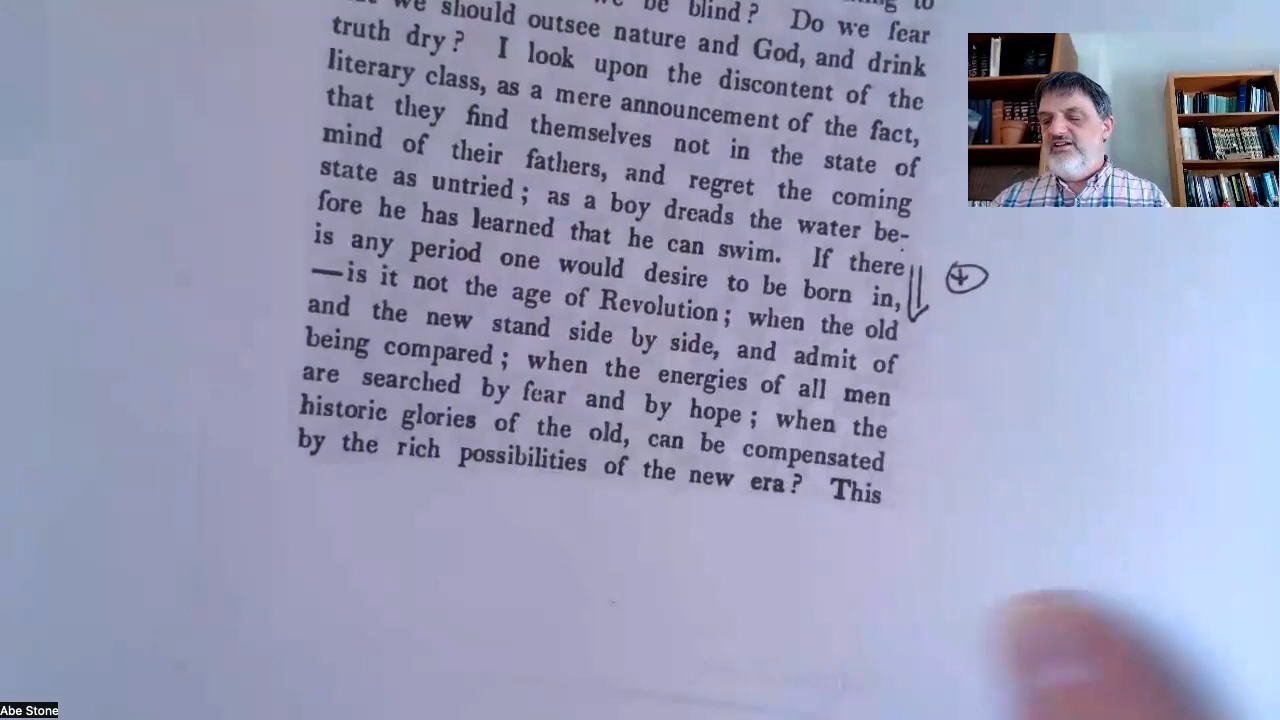 be blind? Do we fear
we should outsee nature and God, and drink
truth dry? I look upon the discontent of the
literary class, as a mere announcement of the fact,
that they find themselves not in the state of
mind of their fathers, and regret the coming
state as untried; as a boy dreads the water be-
fore he has learned that he can swim. If there
is any period one would desire to be born in,
—is it not the age of Revolution; when the old
and the new stand side by side, and admit of
being compared; when the energies of all men
are searched by fear and by hope; when the
historic glories of the old, can be compensated
by the rich possibilities of the new era? This
Abe Stone